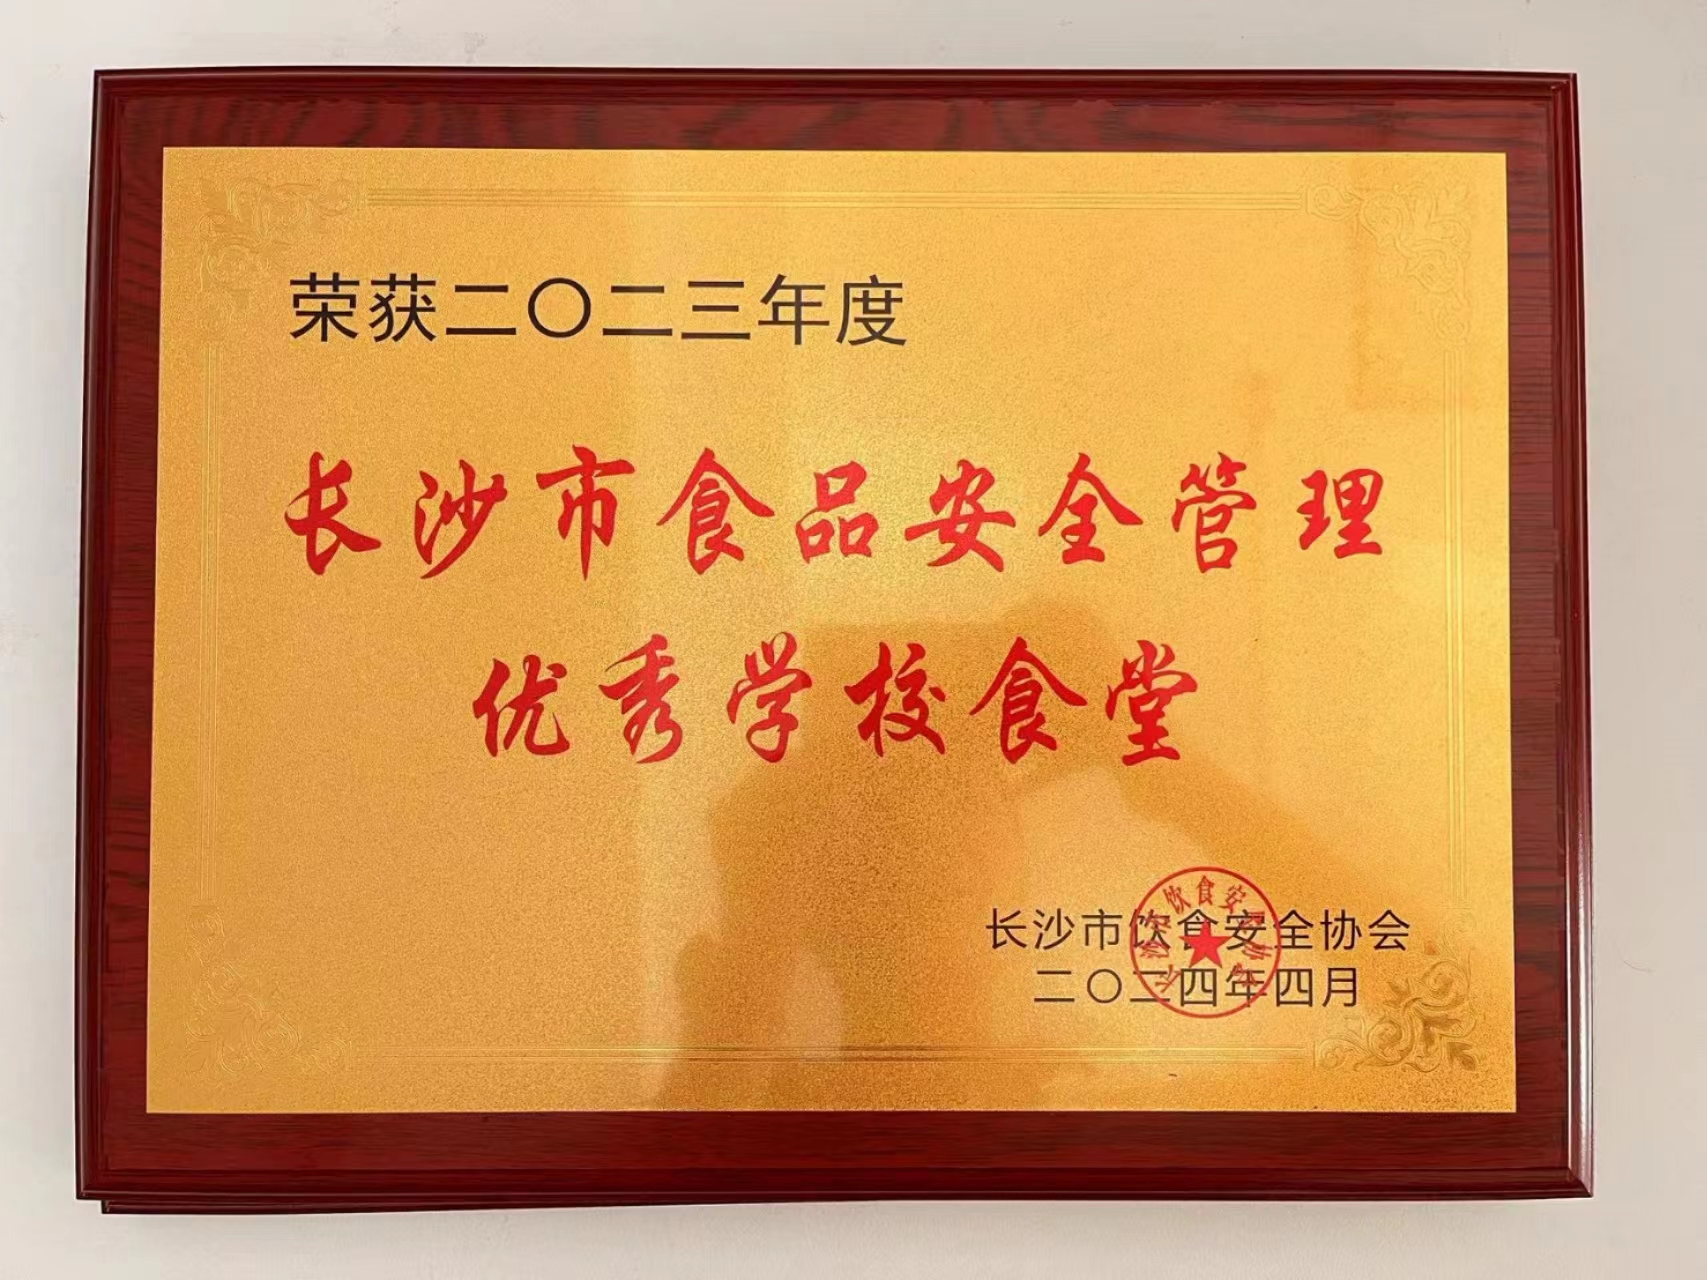 荣获二〇二三年度
长沙市食品安全管理
优秀学校食堂
长沙市饮食安全协会
二〇二四年四月